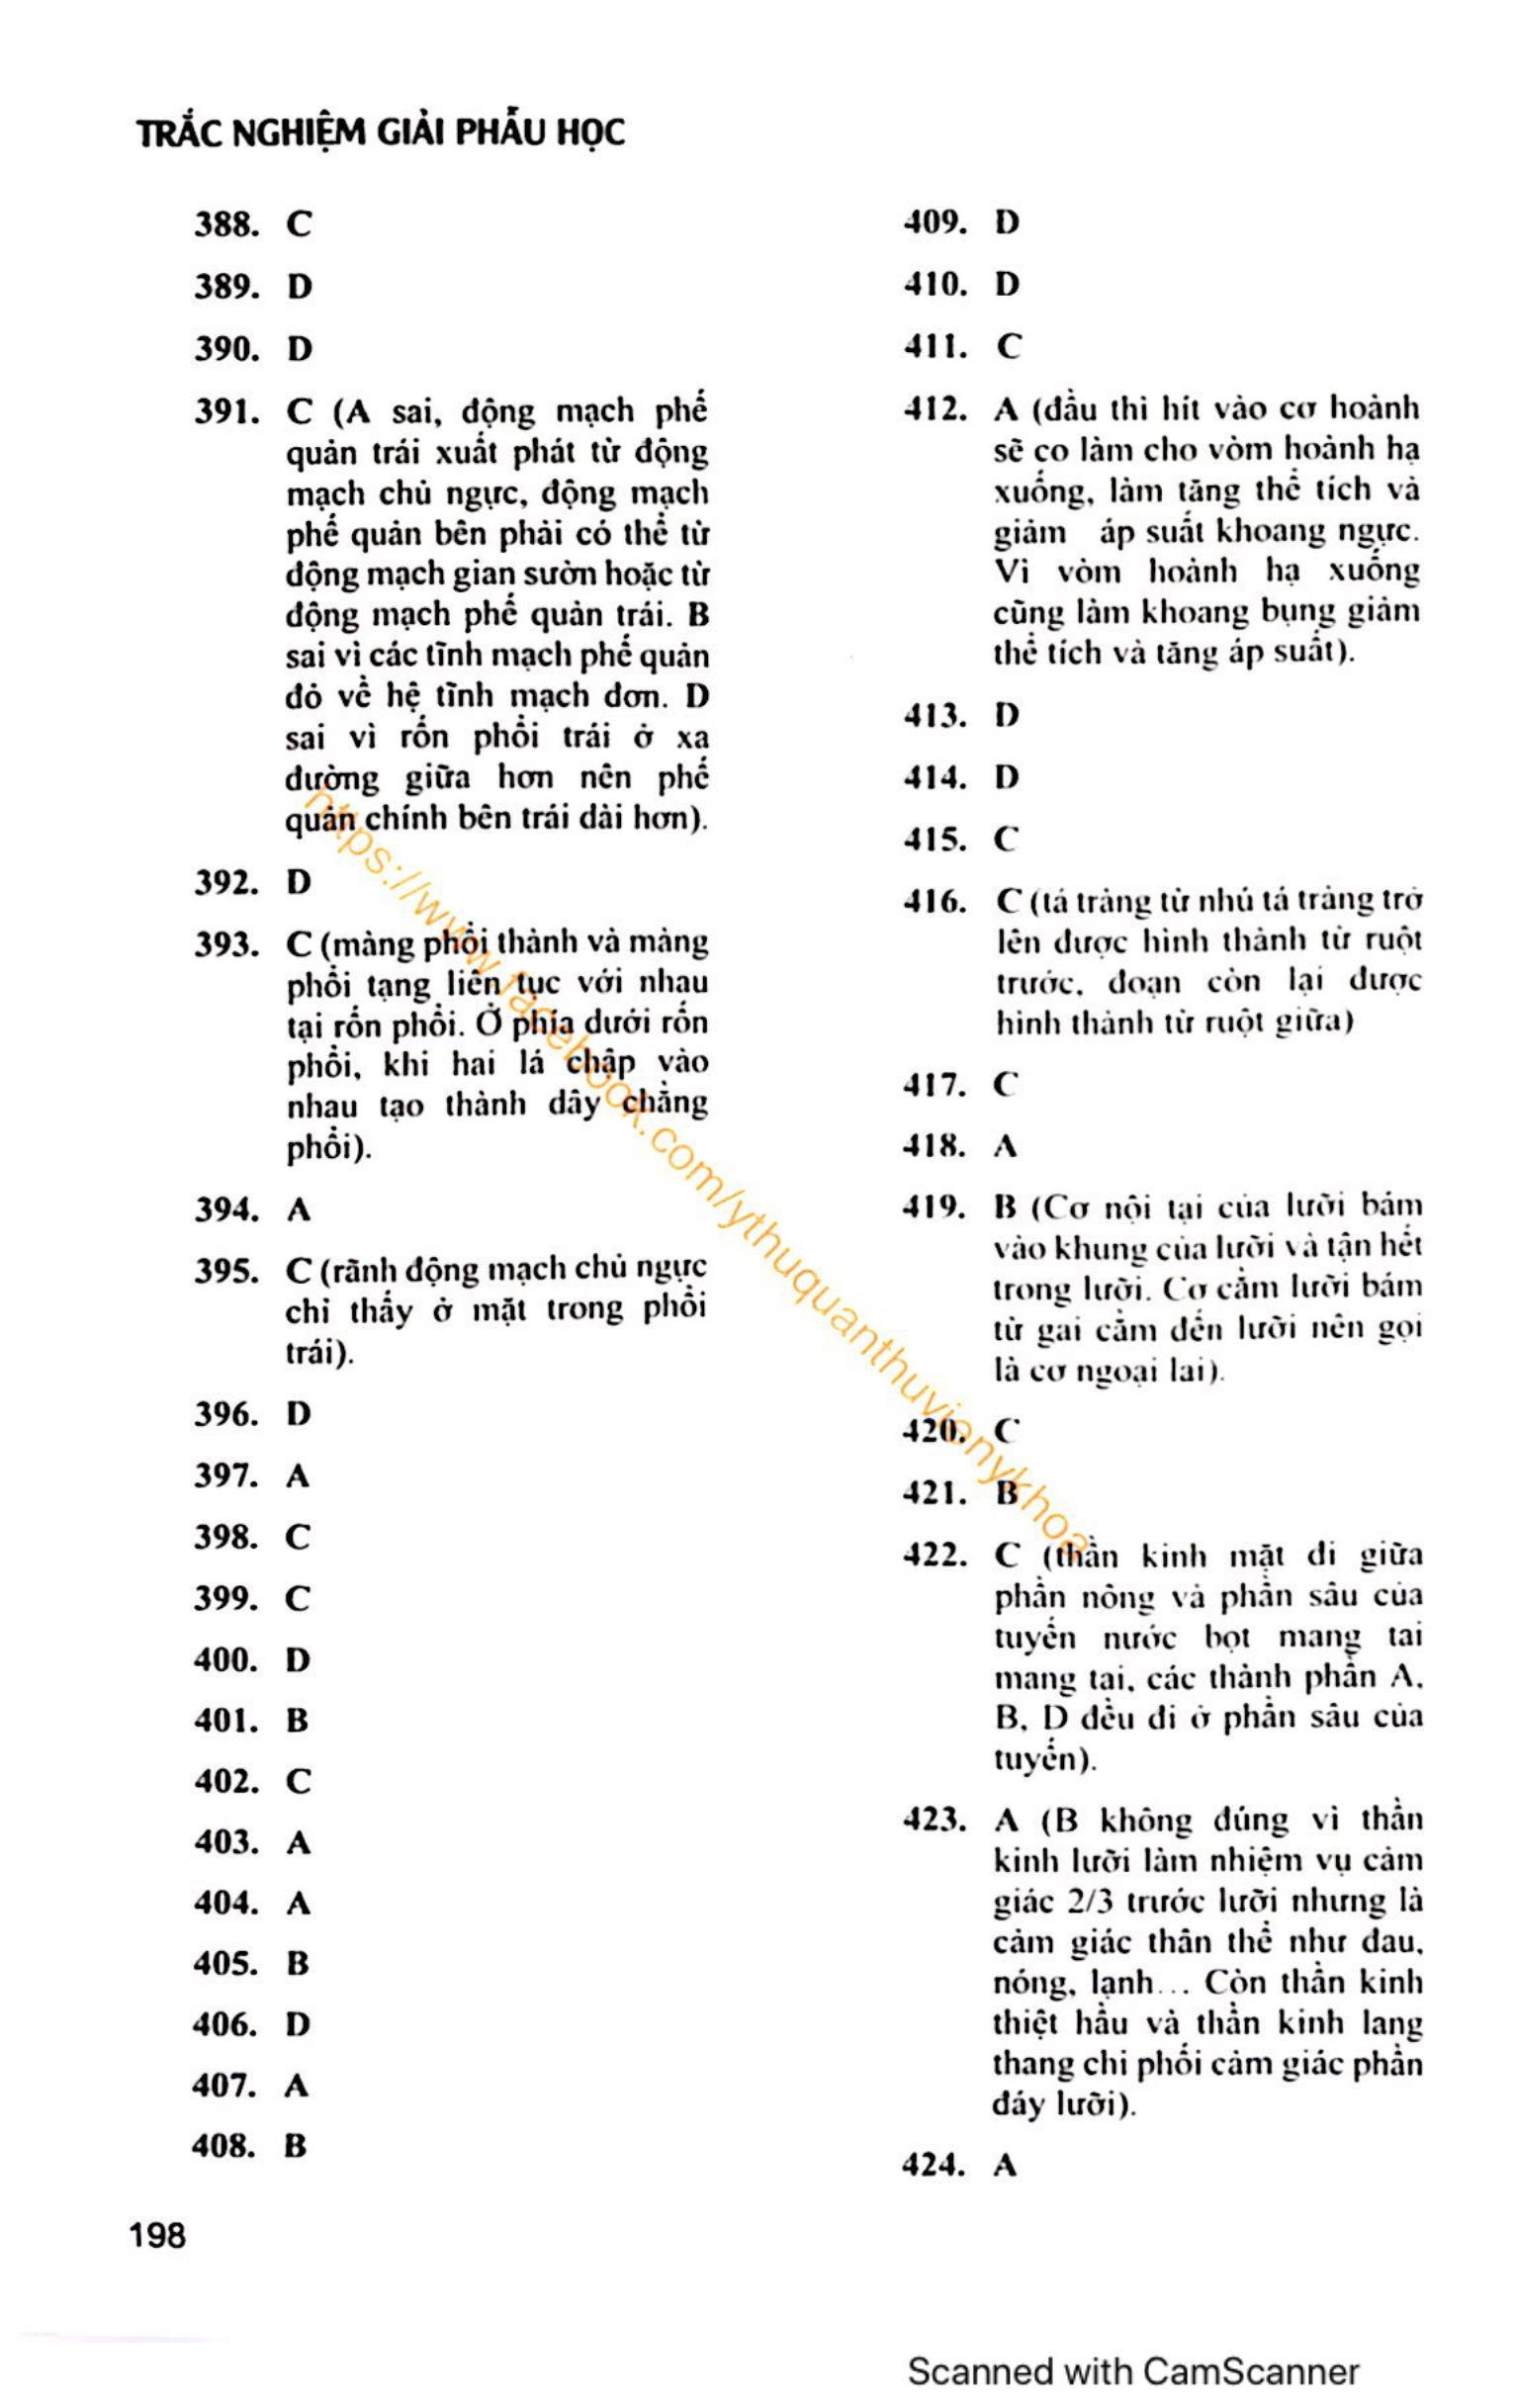 TRẮC NGHIỆM GIẢI PHẪU HỌC
388. C
389. D
390. D
391. C (A sai, động mạch phế
quản trái xuất phát từ động
mạch chủ ngực, động mạch
phế quản bên phải có thể từ
động mạch gian sườn hoặc từ
động mạch phế quản trái. B
sai vì các tĩnh mạch phế quản
đổ về hệ tĩnh mạch đơn. D
sai vì rốn phổi trái ở xa
đường giữa hơn nên phế
quản chính bên trái dài hơn).
392. D
393. C (màng phổi thành và màng
phổi tạng liên tục với nhau
tại rốn phổi. Ở phía dưới rốn
phổi, khi hai lá chập vào
nhau tạo thành dây chằng
phổi).
394. A
395. C (rãnh động mạch chủ ngực
chỉ thấy ở mặt trong phổi
trái).
396. D
397. A
398. C
399. C
400. D
401. B
402. C
403. A
404. A
405. B
406. D
407. A
408. B
409. D
410. D
411. C
412. A (đầu thì hít vào cơ hoành
sẽ co làm cho vòm hoành hạ
xuống, làm tăng thể tích và
giảm áp suất khoang ngực.
Vì vòm hoành hạ xuống
cũng làm khoang bụng giảm
thể tích và tăng áp suất).
413. D
414. D
415. C
416. C (tá tràng từ nhú tá tràng trở
lên được hình thành từ ruột
trước, đoạn còn lại được
hình thành từ ruột giữa)
417. C
418. A
419. B (Cơ nội tại của lưỡi bám
vào khung của lưỡi và tận hết
trong lưỡi. Cơ cằm lưỡi bám
từ gai cằm đến lưỡi nên gọi
là cơ ngoại lai).
420. C
421. B
422. C (thần kinh mặt đi giữa
phần nông và phần sâu của
tuyến nước bọt mang tai
mang tai, các thành phần A,
B, D đều đi ở phần sâu của
tuyến).
423. A (B không đúng vì thần
kinh lưỡi làm nhiệm vụ cảm
giác 2/3 trước lưỡi nhưng là
cảm giác thân thể như đau,
nóng, lạnh... Còn thần kinh
thiệt hầu và thần kinh lang
thang chi phối cảm giác phần
đáy lưỡi).
424. A
https://www.facebook.com/ythuquanthuvienykhoa
198
Scanned with CamScanner